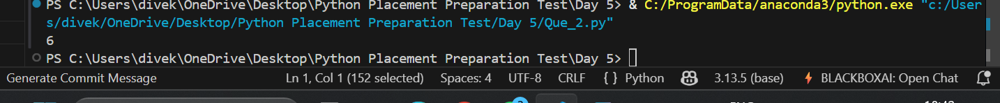 PS C:\Users\divek\OneDrive\Desktop\Python Placement Preparation Test\Day 5> & C:/ProgramData/anaconda3/python.exe "c:/User
s/divek/OneDrive/Desktop/Python Placement Preparation Test/Day 5/Que_2.py"
6
PS C:\Users\divek\OneDrive\Desktop\Python Placement Preparation Test\Day 5>
Generate Commit Message Ln 1, Col 1 (152 selected) Spaces: 4 UTF-8 CRLF { } Python 3.13.5 (base) BLACKBOXAI: Open Chat